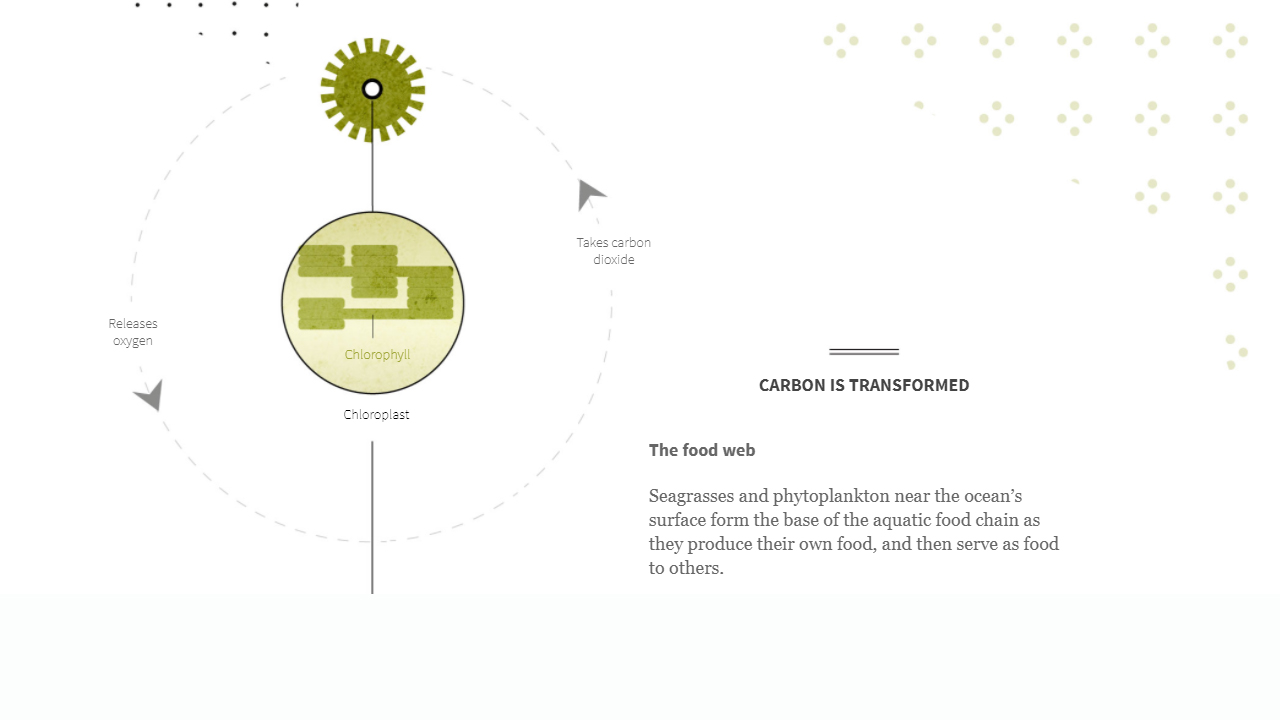 Takes carbon
dioxide
Releases
oxygen
Chlorophyll
Chloroplast
CARBON IS TRANSFORMED
The food web
Seagrasses and phytoplankton near the ocean’s
surface form the base of the aquatic food chain as
they produce their own food, and then serve as food
to others.